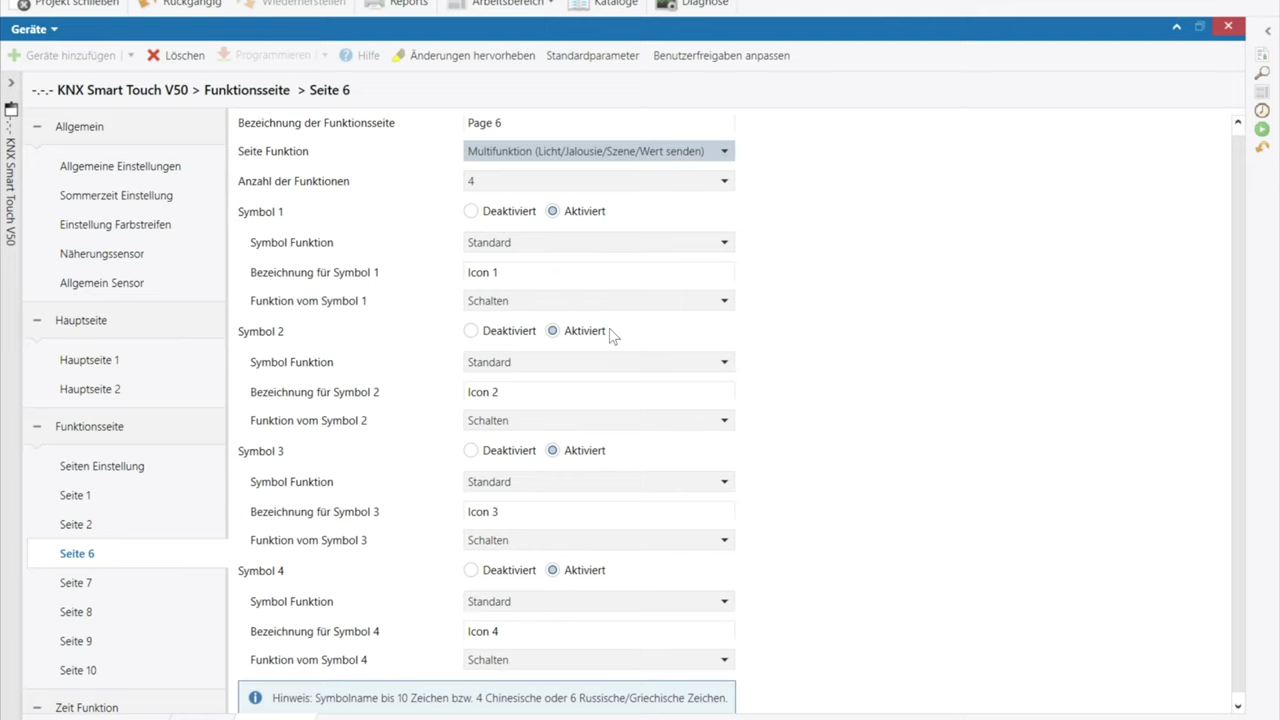 Projekt schließen Rückgängig Wiederherstellen Reports Arbeitsbereich Kataloge Diagnose
Geräte
Geräte hinzufügen Löschen Programmieren Hilfe Änderungen hervorheben Standardparameter Benutzerfreigaben anpassen
-.-.- KNX Smart Touch V50 > Funktionsseite > Seite 6
-.-.- KNX Smart Touch V50
Allgemein
Allgemeine Einstellungen
Sommerzeit Einstellung
Einstellung Farbstreifen
Näherungssensor
Allgemein Sensor
Hauptseite
Hauptseite 1
Hauptseite 2
Funktionsseite
Seiten Einstellung
Seite 1
Seite 2
Seite 6
Seite 7
Seite 8
Seite 9
Seite 10
Zeit Funktion
Bezeichnung der Funktionsseite Page 6
Seite Funktion Multifunktion (Licht/Jalousie/Szene/Wert senden)
Anzahl der Funktionen 4
Symbol 1 Deaktiviert Aktiviert
Symbol Funktion Standard
Bezeichnung für Symbol 1 Icon 1
Funktion vom Symbol 1 Schalten
Symbol 2 Deaktiviert Aktiviert
Symbol Funktion Standard
Bezeichnung für Symbol 2 Icon 2
Funktion vom Symbol 2 Schalten
Symbol 3 Deaktiviert Aktiviert
Symbol Funktion Standard
Bezeichnung für Symbol 3 Icon 3
Funktion vom Symbol 3 Schalten
Symbol 4 Deaktiviert Aktiviert
Symbol Funktion Standard
Bezeichnung für Symbol 4 Icon 4
Funktion vom Symbol 4 Schalten
Hinweis: Symbolname bis 10 Zeichen bzw. 4 Chinesische oder 6 Russische/Griechische Zeichen.